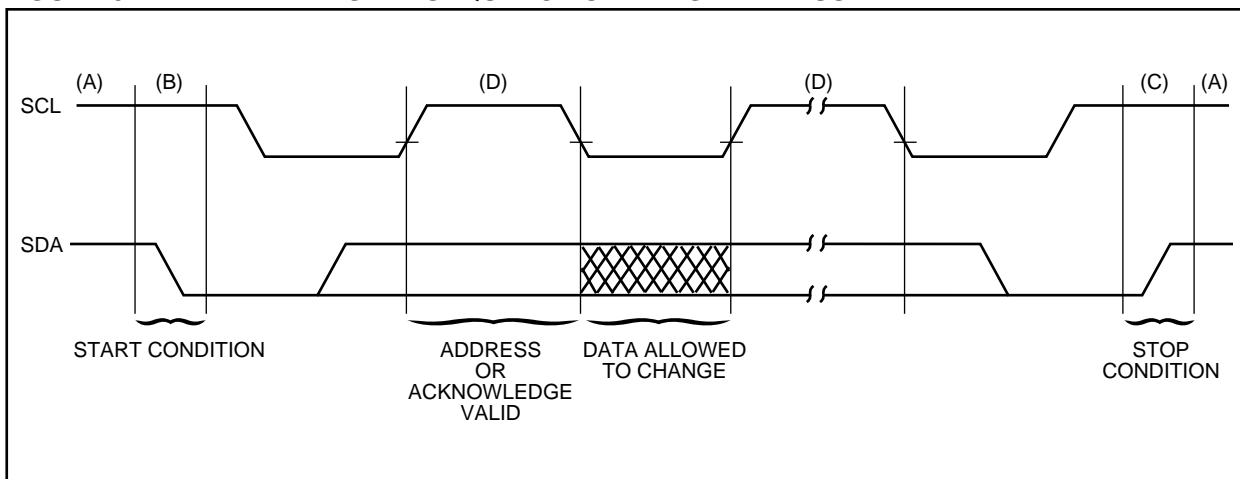 (A) (B) (D) (D) (C) (A)
SCL
SDA
START CONDITION
ADDRESS
OR
ACKNOWLEDGE
VALID
DATA ALLOWED
TO CHANGE
STOP
CONDITION